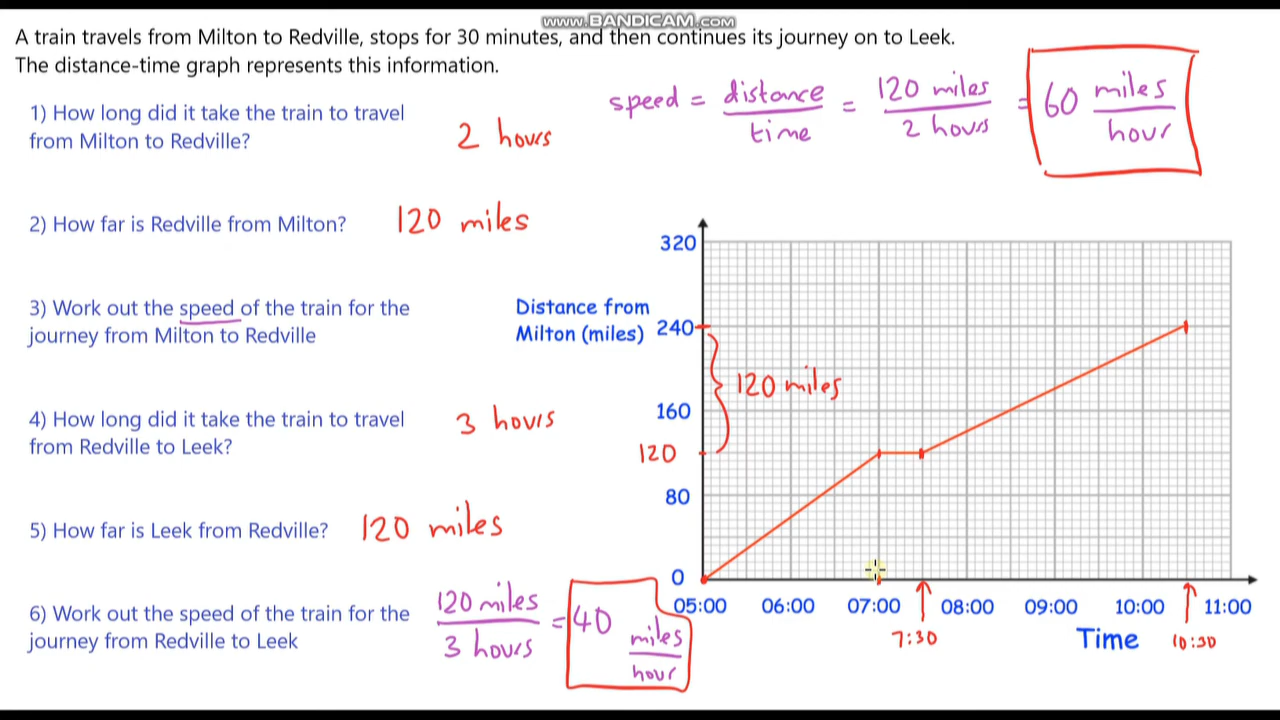 www.BANDICAM.com
A train travels from Milton to Redville, stops for 30 minutes, and then continues its journey on to Leek.
The distance-time graph represents this information.
speed = distance / time = 120 miles / 2 hours = 60 miles / hour
1) How long did it take the train to travel
from Milton to Redville?
2 hours
2) How far is Redville from Milton?
120 miles
3) Work out the speed of the train for the
journey from Milton to Redville
4) How long did it take the train to travel
from Redville to Leek?
3 hours
5) How far is Leek from Redville?
120 miles
6) Work out the speed of the train for the
journey from Redville to Leek
120 miles / 3 hours = 40 miles / hour
Distance from
Milton (miles)
320
240
160
120
80
0
120 miles
05:00 06:00 07:00 08:00 09:00 10:00 11:00
7:30
10:30
Time